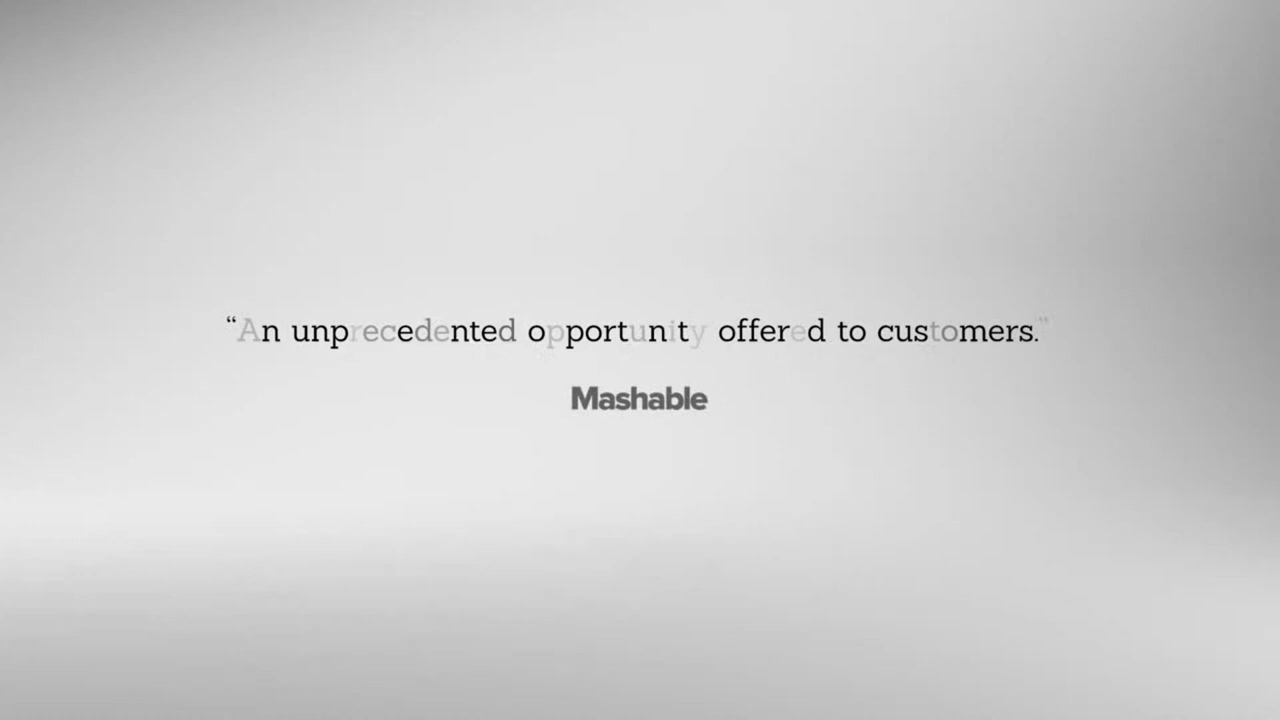 “An unprecedented opportunity offered to customers.”
Mashable